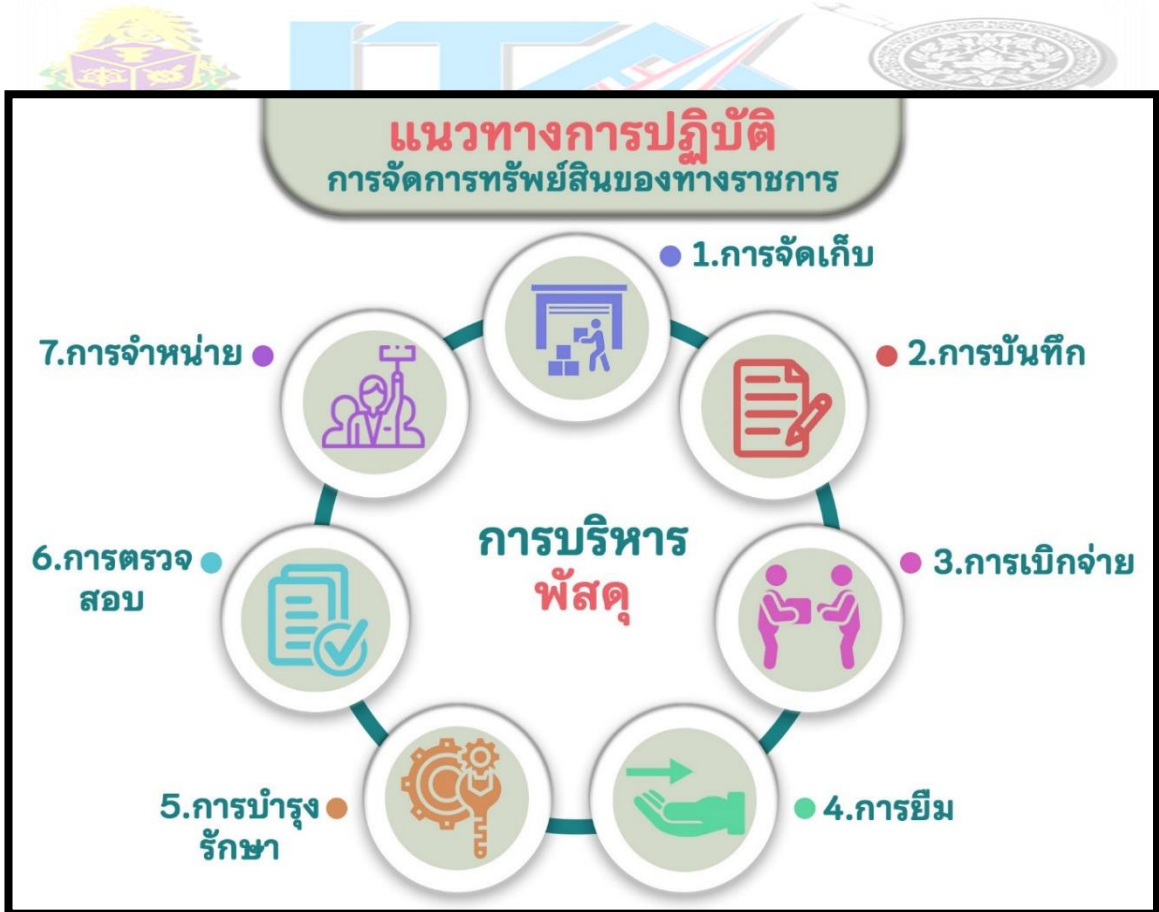 ITA
แนวทางการปฏิบัติ
การจัดการทรัพย์สินของทางราชการ
1.การจัดเก็บ
2.การบันทึก
3.การเบิกจ่าย
4.การยืม
5.การบำรุง
รักษา
6.การตรวจ
สอบ
7.การจำหน่าย
การบริหาร
พัสดุ